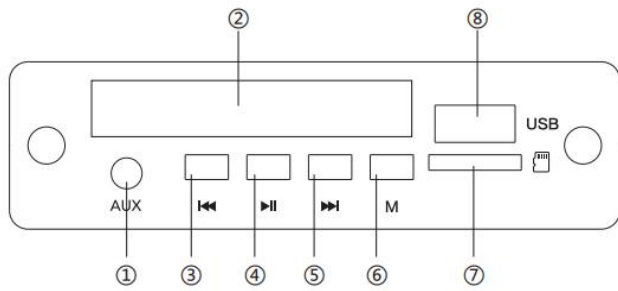 ② ⑧
USB
AUX ⏮ ⏯ ⏭ M
① ③ ④ ⑤ ⑥ ⑦